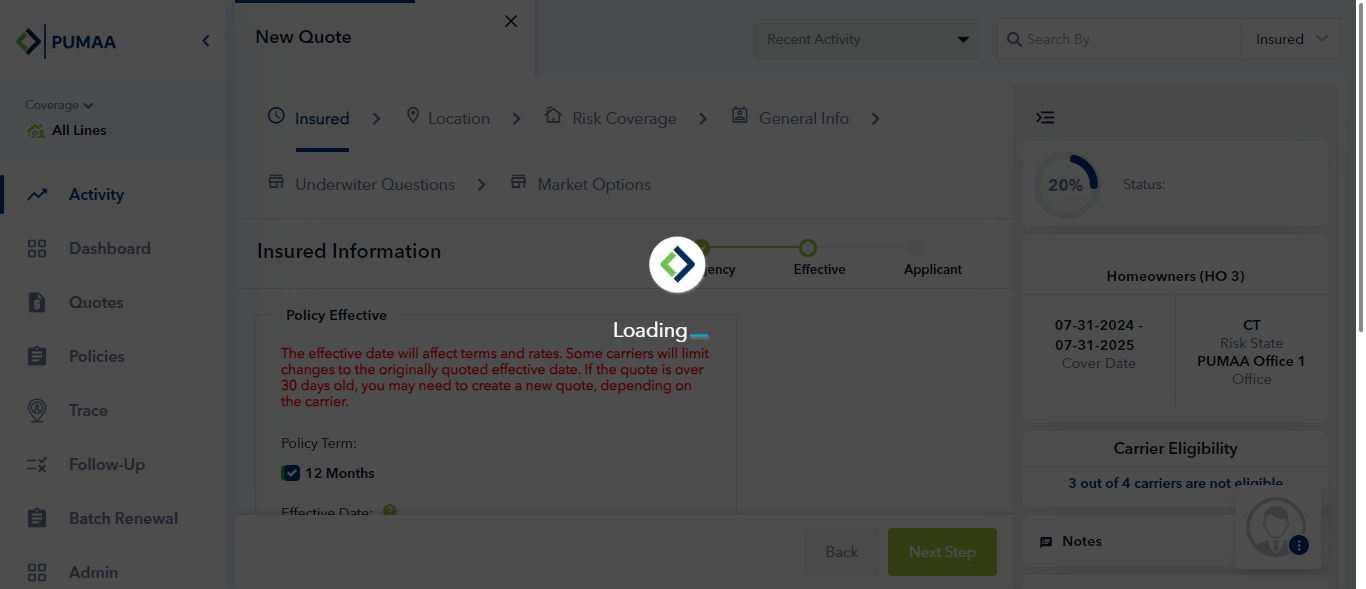 PUMAA
New Quote
Recent Activity
Search By
Insured
Coverage
All Lines
Activity
Dashboard
Quotes
Policies
Trace
Follow-Up
Batch Renewal
Admin
Insured
Location
Risk Coverage
General Info
Underwiter Questions
Market Options
Insured Information
Effective
Applicant
Loading
Policy Effective
The effective date will affect terms and rates. Some carriers will limit
changes to the originally quoted effective date. If the quote is over
30 days old, you may need to create a new quote, depending on
the carrier.
Policy Term:
12 Months
Effective Date:
Back
Next Step
20%
Status:
Homeowners (HO 3)
07-31-2024 -
07-31-2025
Cover Date
CT
Risk State
PUMAA Office 1
Office
Carrier Eligibility
3 out of 4 carriers are not eligible
Notes